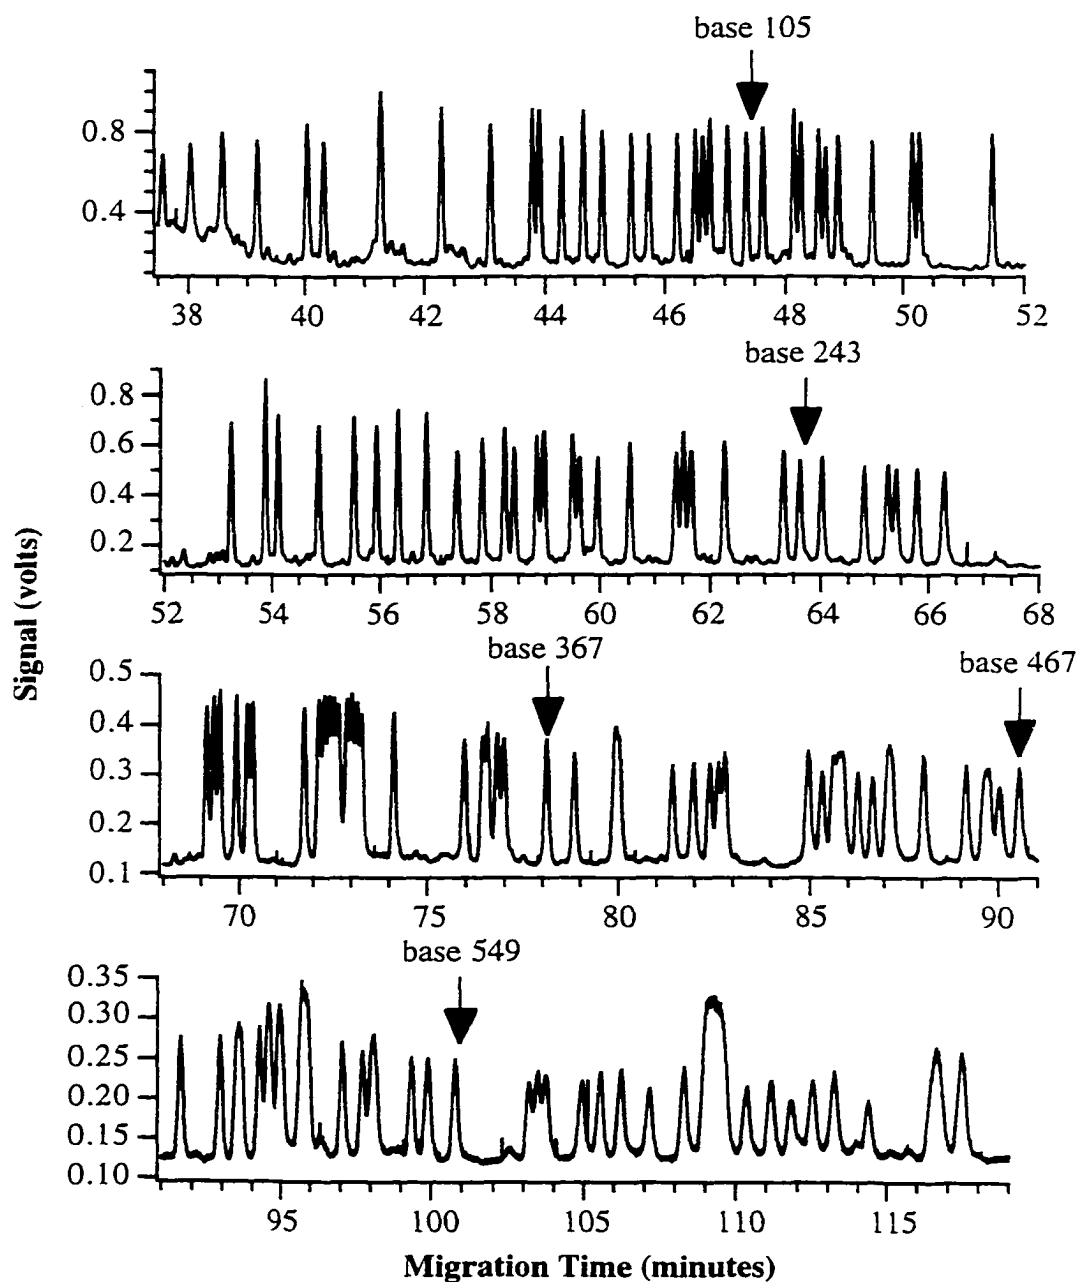 base 105
0.8
0.4
38 40 42 44 46 48 50 52
base 243
0.8
0.6
0.4
0.2
52 54 56 58 60 62 64 66 68
base 367
base 467
0.5
0.4
0.3
0.2
0.1
70 75 80 85 90
base 549
0.35
0.30
0.25
0.20
0.15
0.10
95 100 105 110 115
Signal (volts)
Migration Time (minutes)